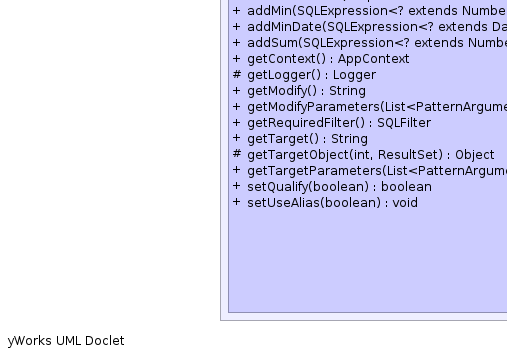 + addMin(SQLExpression<? extends Numbe
+ addMinDate(SQLExpression<? extends Da
+ addSum(SQLExpression<? extends Numbe
+ getContext() : AppContext
# getLogger() : Logger
+ getModify() : String
+ getModifyParameters(List<PatternArgume
+ getRequiredFilter() : SQLFilter
+ getTarget() : String
# getTargetObject(int, ResultSet) : Object
+ getTargetParameters(List<PatternArgume
+ setQualify(boolean) : boolean
+ setUseAlias(boolean) : void
yWorks UML Doclet